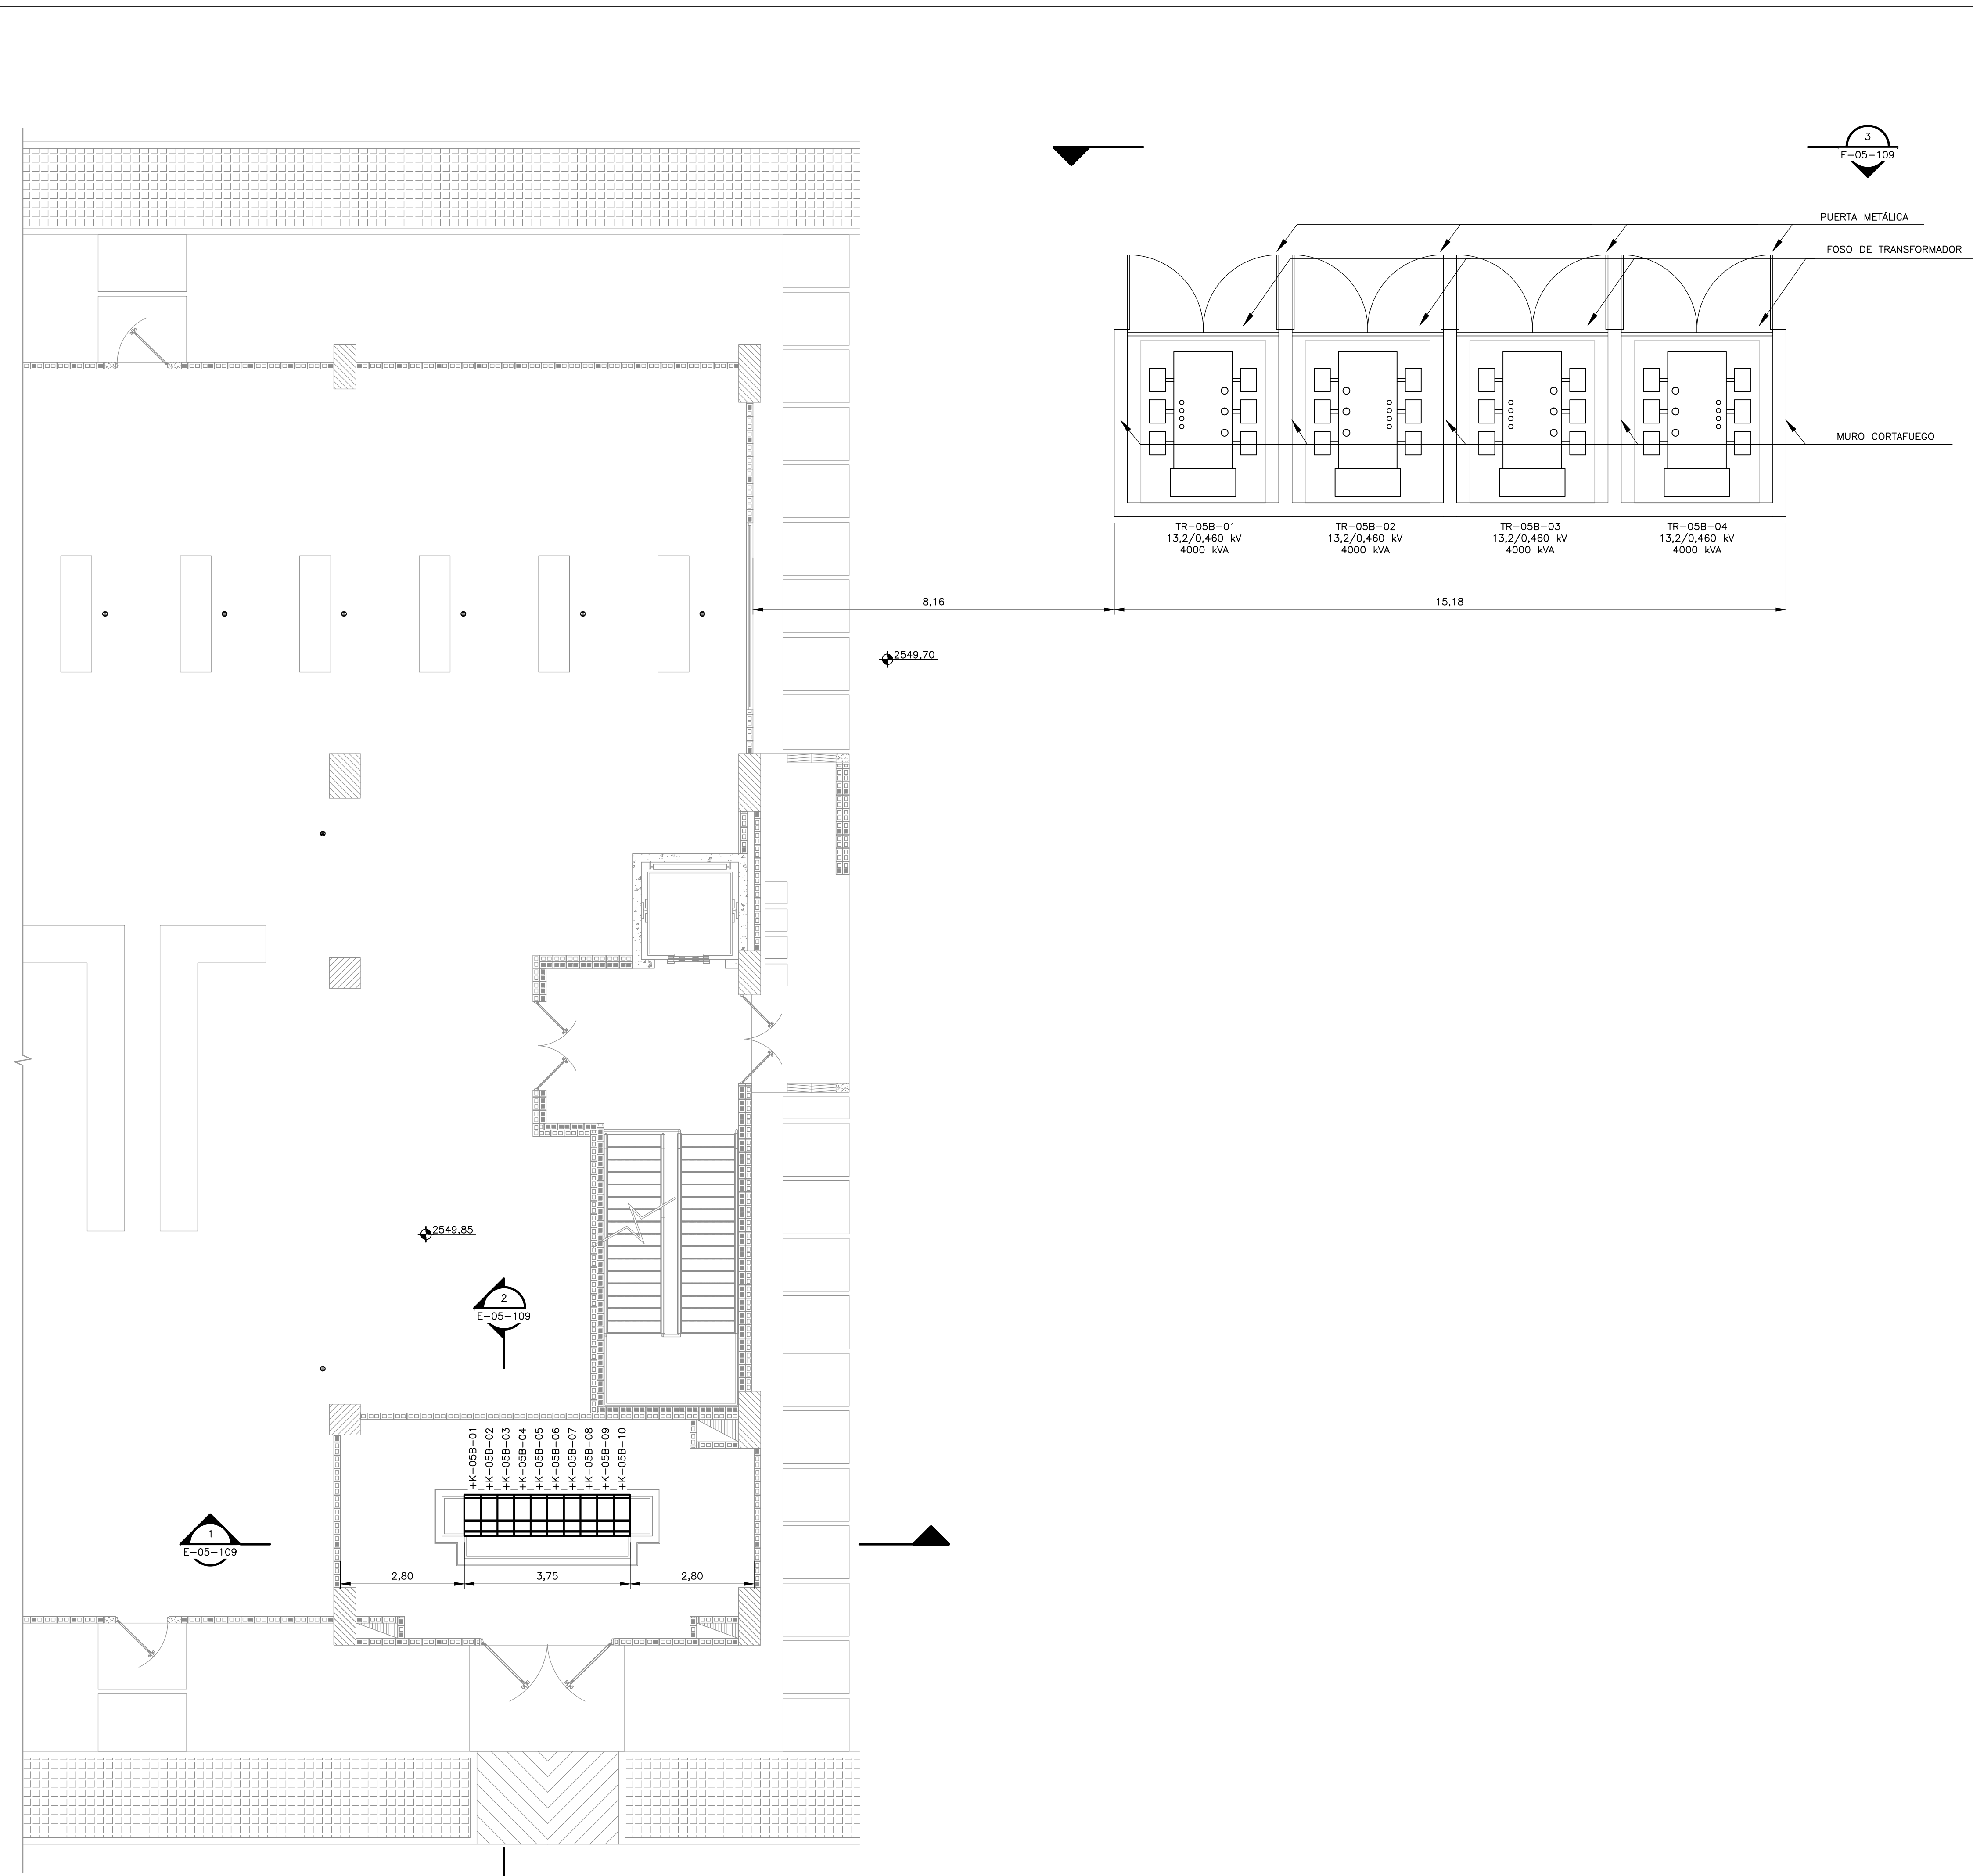 3
E-05-109
PUERTA METÁLICA
FOSO DE TRANSFORMADOR
MURO CORTAFUEGO
TR-05B-01
13,2/0,460 kV
4000 kVA
TR-05B-02
13,2/0,460 kV
4000 kVA
TR-05B-03
13,2/0,460 kV
4000 kVA
TR-05B-04
13,2/0,460 kV
4000 kVA
8,16
15,18
2549,70
2549,85
2
E-05-109
+K-05B-01
+K-05B-02
+K-05B-03
+K-05B-04
+K-05B-05
+K-05B-06
+K-05B-07
+K-05B-08
+K-05B-09
+K-05B-10
1
E-05-109
2,80
3,75
2,80